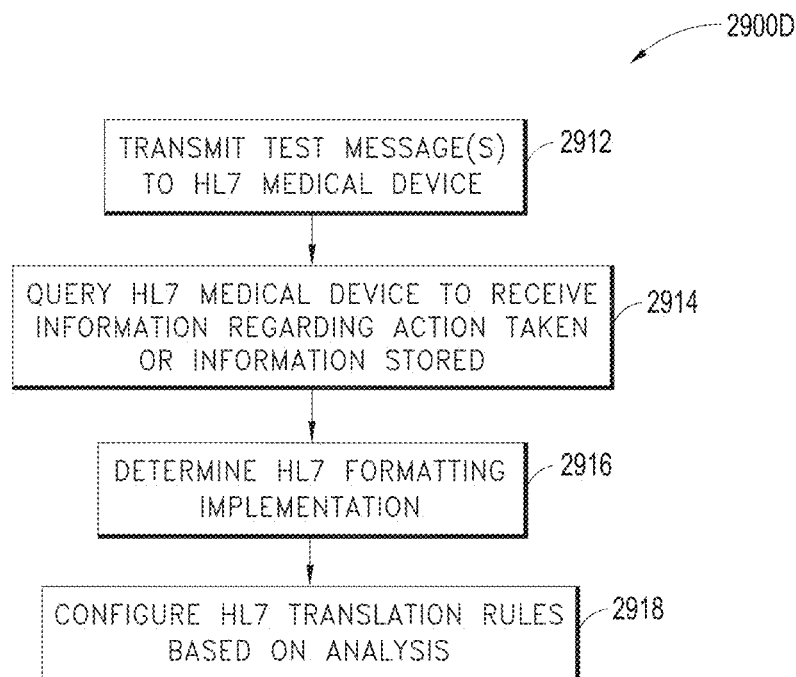 2900D
TRANSMIT TEST MESSAGE(S)
TO HL7 MEDICAL DEVICE
2912
QUERY HL7 MEDICAL DEVICE TO RECEIVE
INFORMATION REGARDING ACTION TAKEN
OR INFORMATION STORED
2914
DETERMINE HL7 FORMATTING
IMPLEMENTATION
2916
CONFIGURE HL7 TRANSLATION RULES
BASED ON ANALYSIS
2918